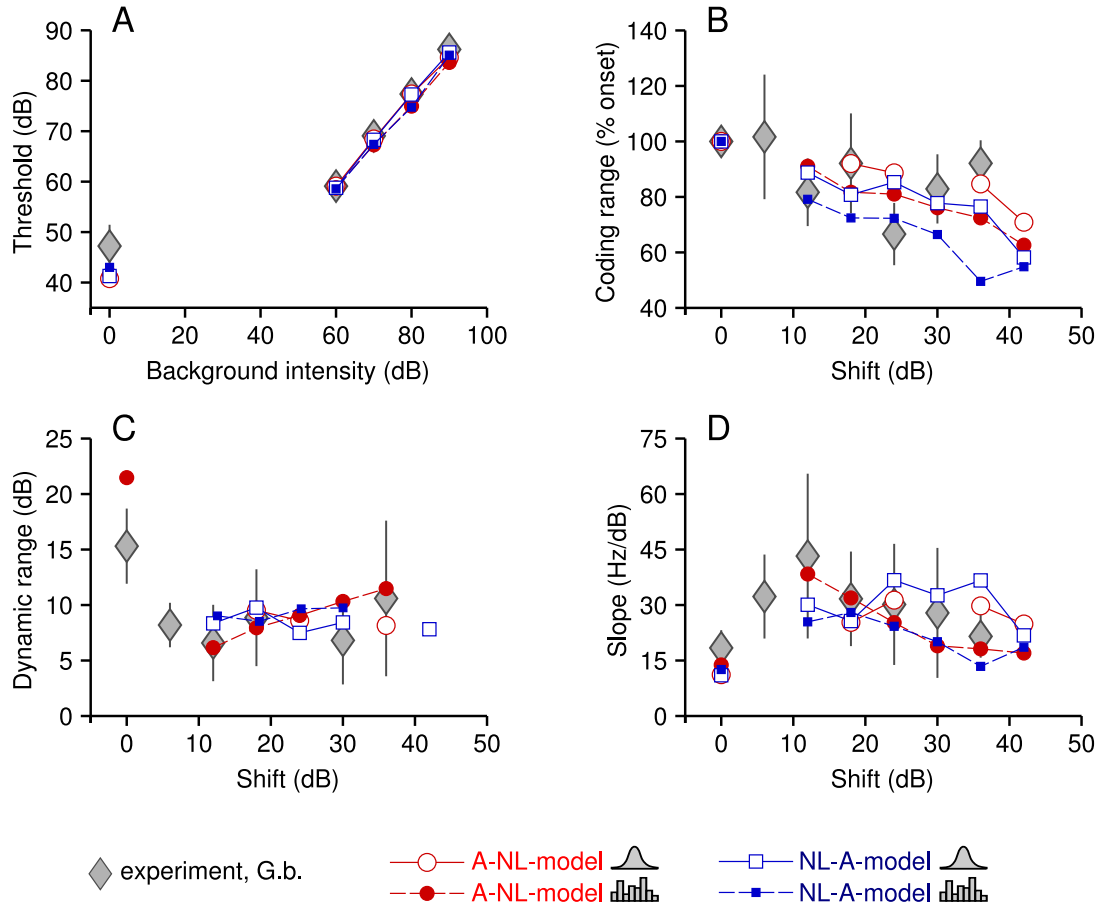 A
Threshold (dB)
90
80
70
60
50
40
0 20 40 60 80 100
Background intensity (dB)
B
Coding range (% onset)
140
120
100
80
60
40
0 10 20 30 40 50
Shift (dB)
C
Dynamic range (dB)
25
20
15
10
5
0
0 10 20 30 40 50
Shift (dB)
D
Slope (Hz/dB)
75
60
45
30
15
0
0 10 20 30 40 50
Shift (dB)
experiment, G.b.
A-NL-model
A-NL-model
NL-A-model
NL-A-model